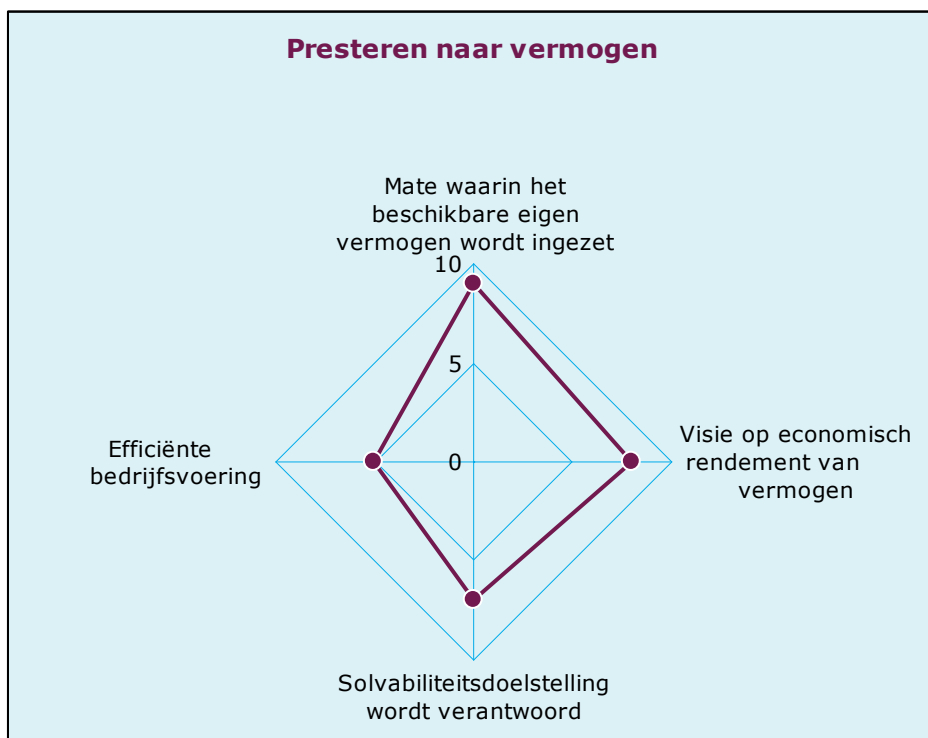 Presteren naar vermogen
Mate waarin het
beschikbare eigen
vermogen wordt ingezet
10
5
0
Visie op economisch
rendement van
vermogen
Efficiënte
bedrijfsvoering
Solvabiliteitsdoelstelling
wordt verantwoord